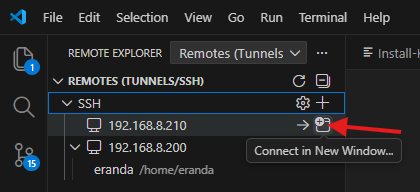 File Edit Selection View Go Run Terminal Help
REMOTE EXPLORER Remotes (Tunnels ...
REMOTES (TUNNELS/SSH)
SSH
192.168.8.210
Connect in New Window...
192.168.8.200
eranda /home/eranda
Install-
1
15